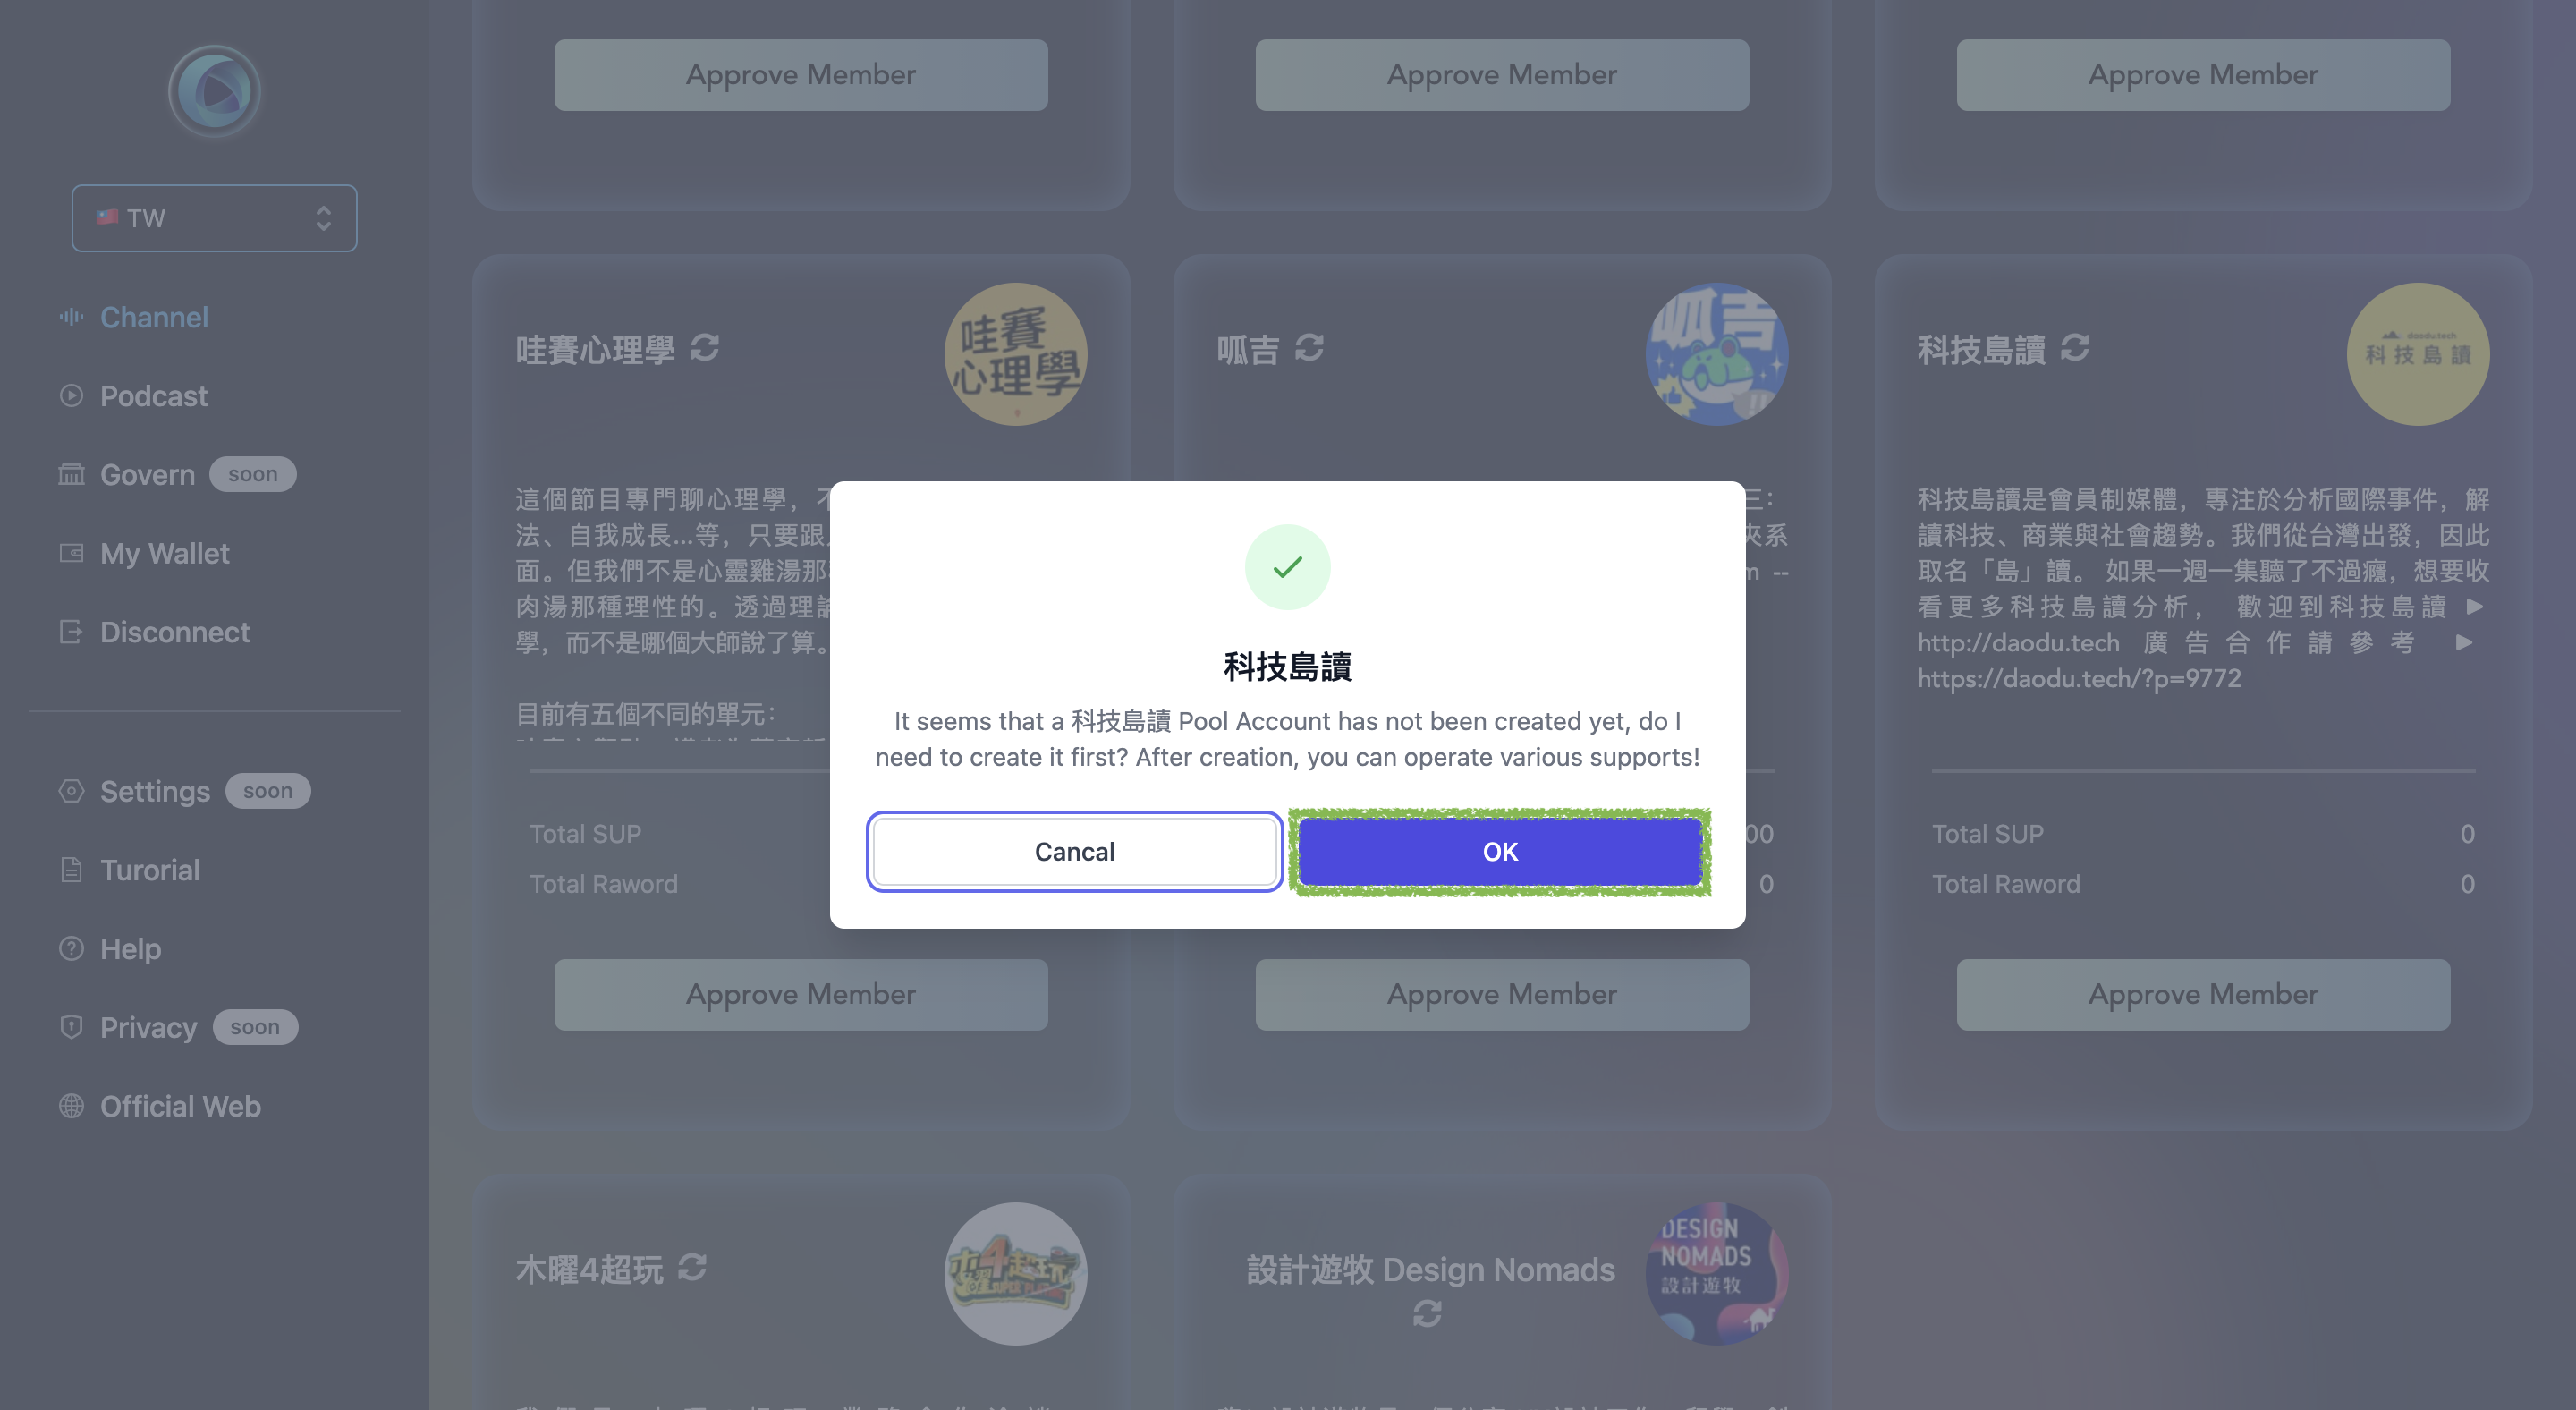 TW
Channel
Podcast
Govern soon
My Wallet
Disconnect
Settings soon
Turorial
Help
Privacy soon
Official Web
Approve Member
Approve Member
Approve Member
哇賽心理學
哇賽
心理學
這個節目專門聊心理學，不
法、自我成長...等，只要跟
面。但我們不是心靈雞湯那
肉湯那種理性的。透過理論
學，而不是哪個大師說了算。
目前有五個不同的單元：
Total SUP
Total Raword
Approve Member
呱吉
呱吉
三：
夾系
m --
00
0
Approve Member
科技島讀
daodu.tech
科技島讀
科技島讀是會員制媒體，專注於分析國際事件，解
讀科技、商業與社會趨勢。我們從台灣出發，因此
取名「島」讀。 如果一週一集聽了不過癮，想要收
看更多科技島讀分析， 歡迎到科技島讀 ▶
http://daodu.tech 廣告合作請參考 ▶
https://daodu.tech/?p=9772
Total SUP 0
Total Raword 0
Approve Member
科技島讀
It seems that a 科技島讀 Pool Account has not been created yet, do I
need to create it first? After creation, you can operate various supports!
Cancal
OK
木曜4超玩
木曜4超玩
設計遊牧 Design Nomads
DESIGN
NOMADS
設計遊牧